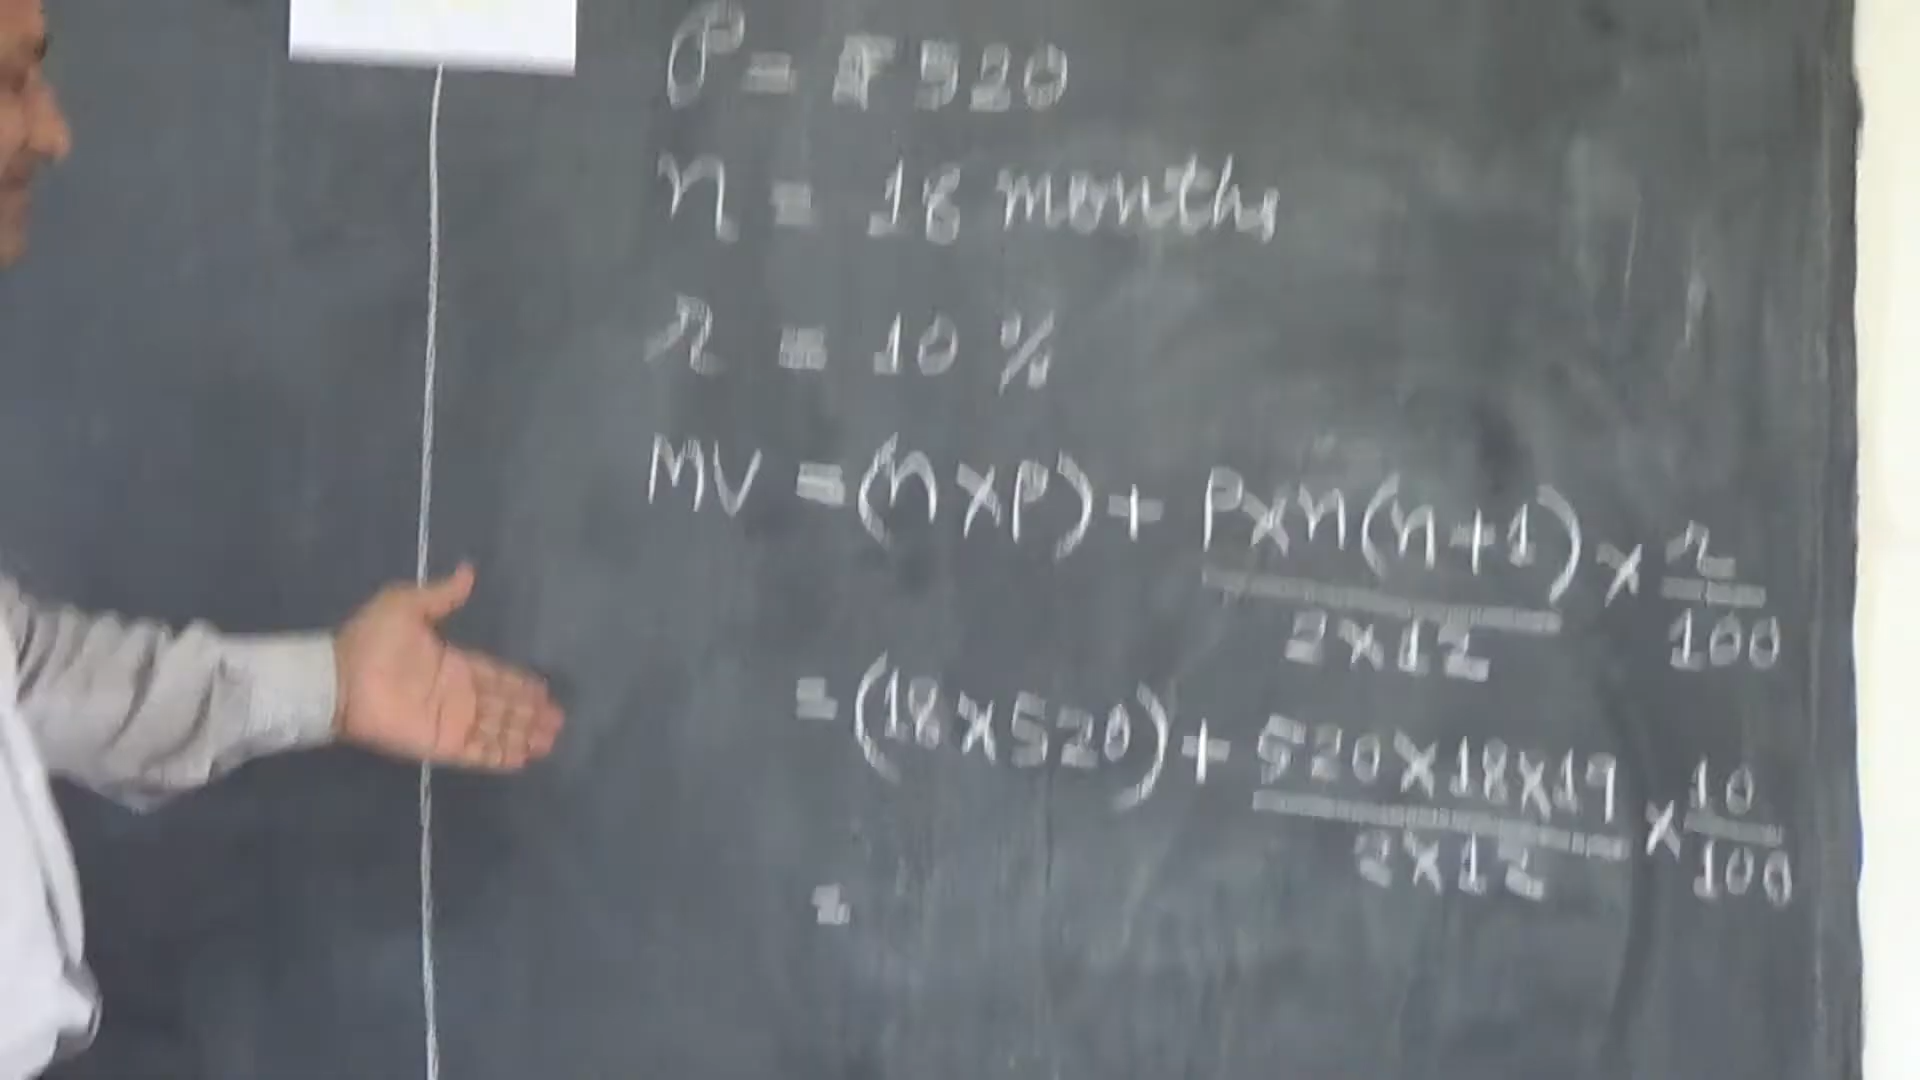 P = ₹ 520
n = 18 months
r = 10 %
MV = (n×P) + P×n(n+1)/2×12 × r/100
= (18×520) + 520×18×19/2×12 × 10/100
=